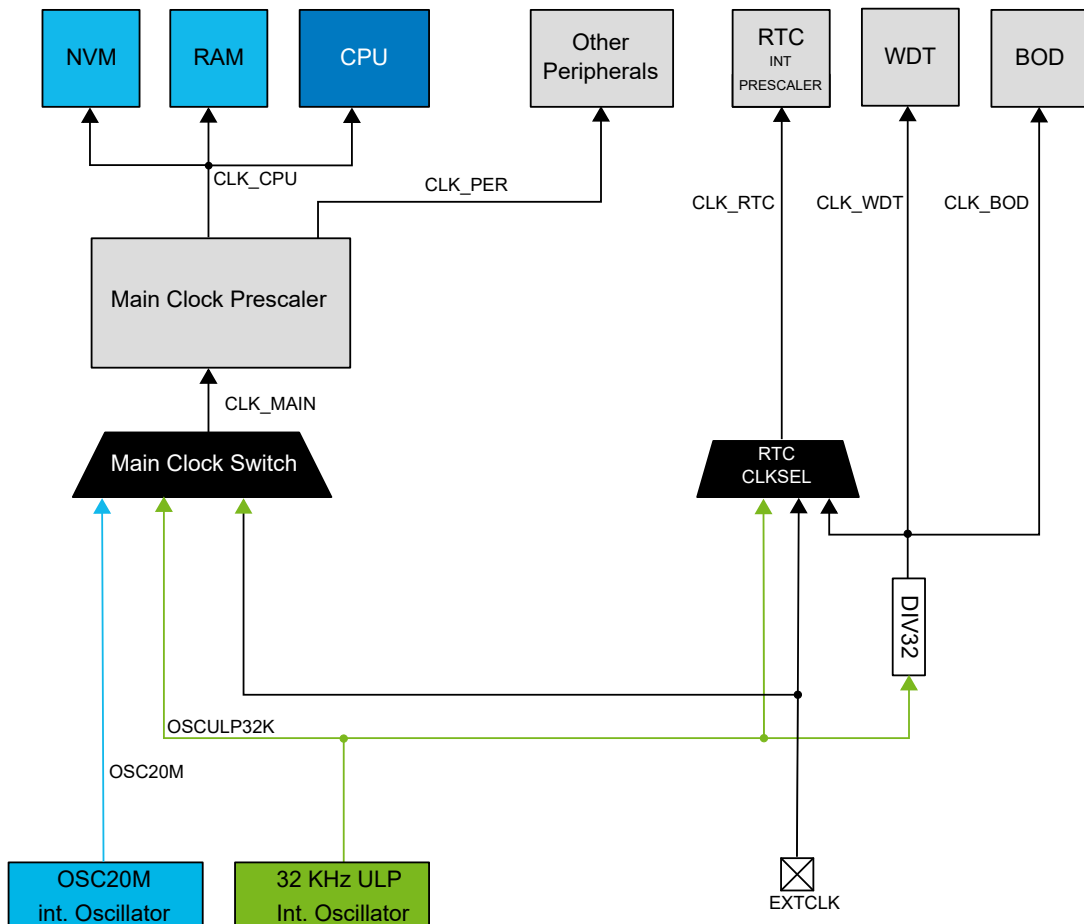 NVM
RAM
CPU
Other
Peripherals
RTC
INT
PRESCALER
WDT
BOD
CLK_CPU
CLK_PER
CLK_RTC
CLK_WDT
CLK_BOD
Main Clock Prescaler
CLK_MAIN
Main Clock Switch
RTC
CLKSEL
DIV32
OSCULP32K
OSC20M
OSC20M
int. Oscillator
32 KHz ULP
Int. Oscillator
EXTCLK